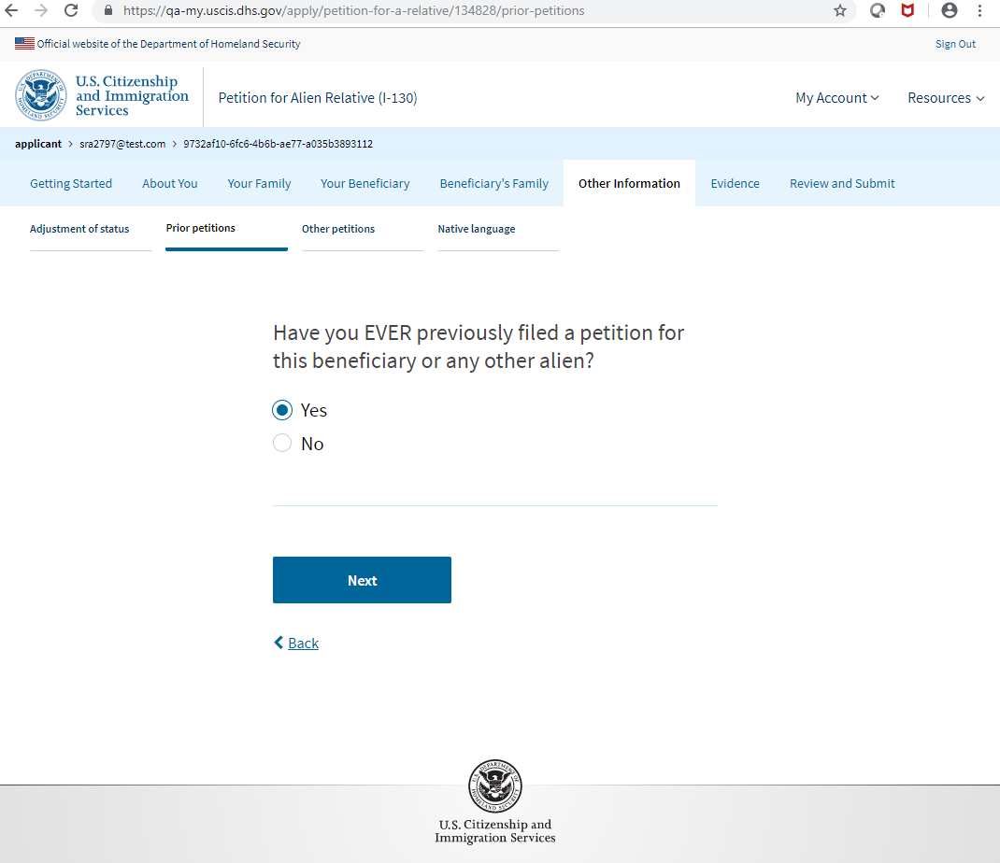 https://qa-my.uscis.dhs.gov/apply/petition-for-a-relative/134828/prior-petitions
Official website of the Department of Homeland Security
Sign Out
U.S. Citizenship
and Immigration
Services
Petition for Alien Relative (I-130)
My Account
Resources
applicant > sra2797@test.com > 9732af10-6fc6-4b6b-ae77-a035b3893112
Getting Started
About You
Your Family
Your Beneficiary
Beneficiary's Family
Other Information
Evidence
Review and Submit
Adjustment of status
Prior petitions
Other petitions
Native language
Have you EVER previously filed a petition for
this beneficiary or any other alien?
Yes
No
Next
Back
U.S. Citizenship and
Immigration Services